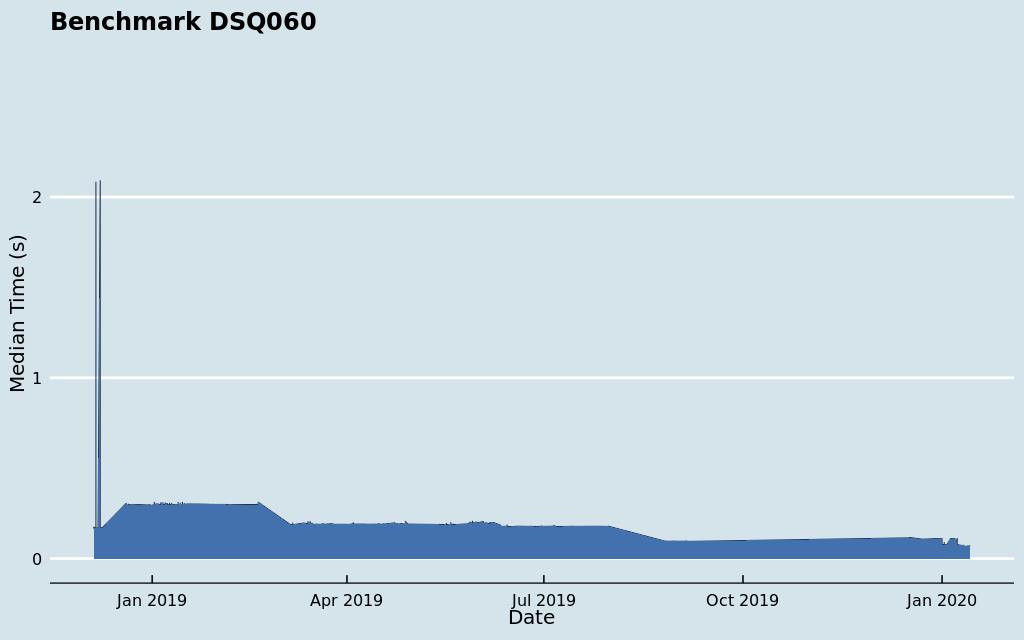 Benchmark DSQ060
Median Time (s)
2
1
0
Jan 2019
Apr 2019
Jul 2019
Oct 2019
Jan 2020
Date